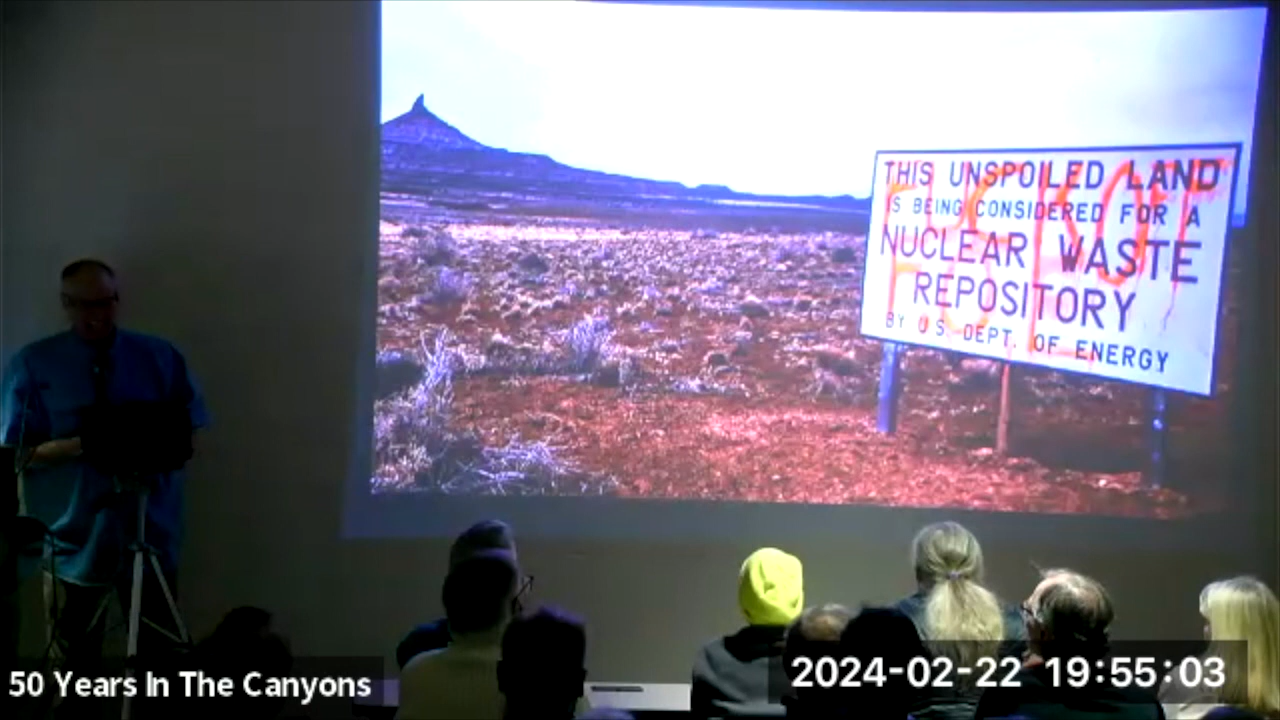 THIS UNSPOILED LAND
IS BEING CONSIDERED FOR A
NUCLEAR WASTE
REPOSITORY
BY U.S. DEPT. OF ENERGY
50 Years In The Canyons
2024-02-22 19:55:03